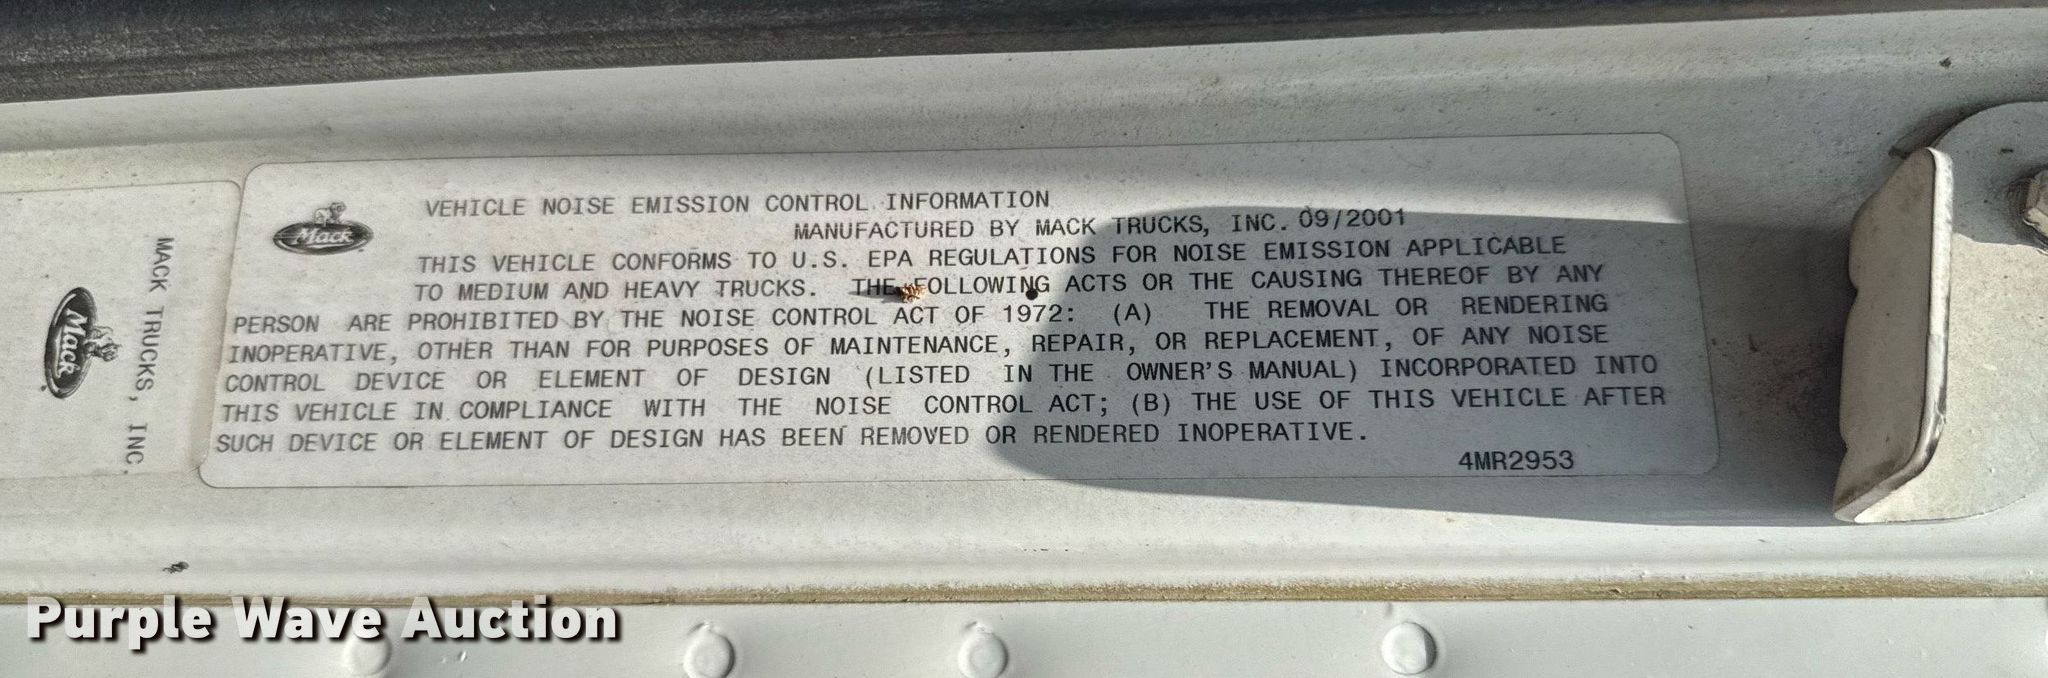 VEHICLE NOISE EMISSION CONTROL INFORMATION
Mack
MANUFACTURED BY MACK TRUCKS, INC. 09/2001
THIS VEHICLE CONFORMS TO U.S. EPA REGULATIONS FOR NOISE EMISSION APPLICABLE
TO MEDIUM AND HEAVY TRUCKS. THE FOLLOWING ACTS OR THE CAUSING THEREOF BY ANY
PERSON ARE PROHIBITED BY THE NOISE CONTROL ACT OF 1972: (A) THE REMOVAL OR RENDERING
INOPERATIVE, OTHER THAN FOR PURPOSES OF MAINTENANCE, REPAIR, OR REPLACEMENT, OF ANY NOISE
CONTROL DEVICE OR ELEMENT OF DESIGN (LISTED IN THE OWNER'S MANUAL) INCORPORATED INTO
THIS VEHICLE IN COMPLIANCE WITH THE NOISE CONTROL ACT; (B) THE USE OF THIS VEHICLE AFTER
SUCH DEVICE OR ELEMENT OF DESIGN HAS BEEN REMOVED OR RENDERED INOPERATIVE.
4MR2953
MACK TRUCKS, INC.
Mack
Purple Wave Auction